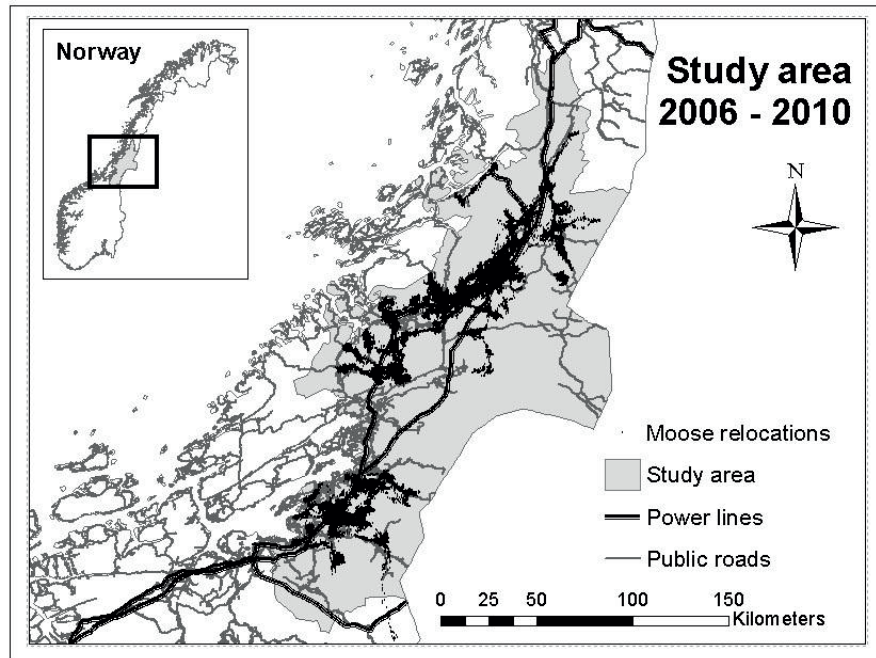 Norway
Study area
2006 - 2010
N
Moose relocations
Study area
Power lines
Public roads
0 25 50 100 150
Kilometers